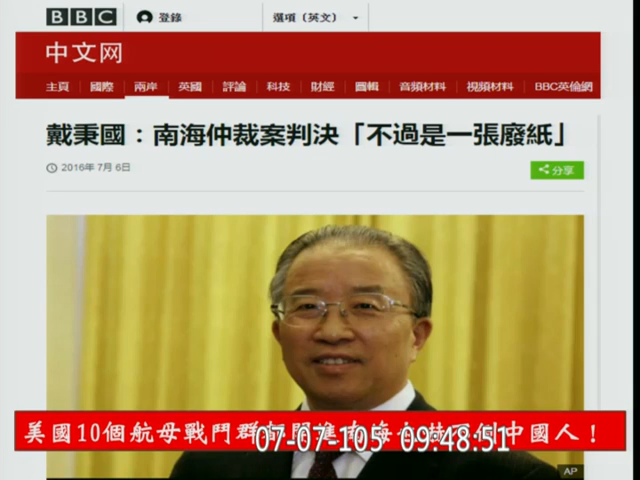 BBC 登錄 選項（英文）
中文网
主頁 國際 兩岸 英國 評論 科技 財經 圖輯 音頻材料 視頻材料 BBC英倫網
戴秉國：南海仲裁案判決「不過是一張廢紙」
2016年 7月 6日
分享
AP
美國10個航母戰鬥群 南海 中國人！
07-07-105 09:48:51